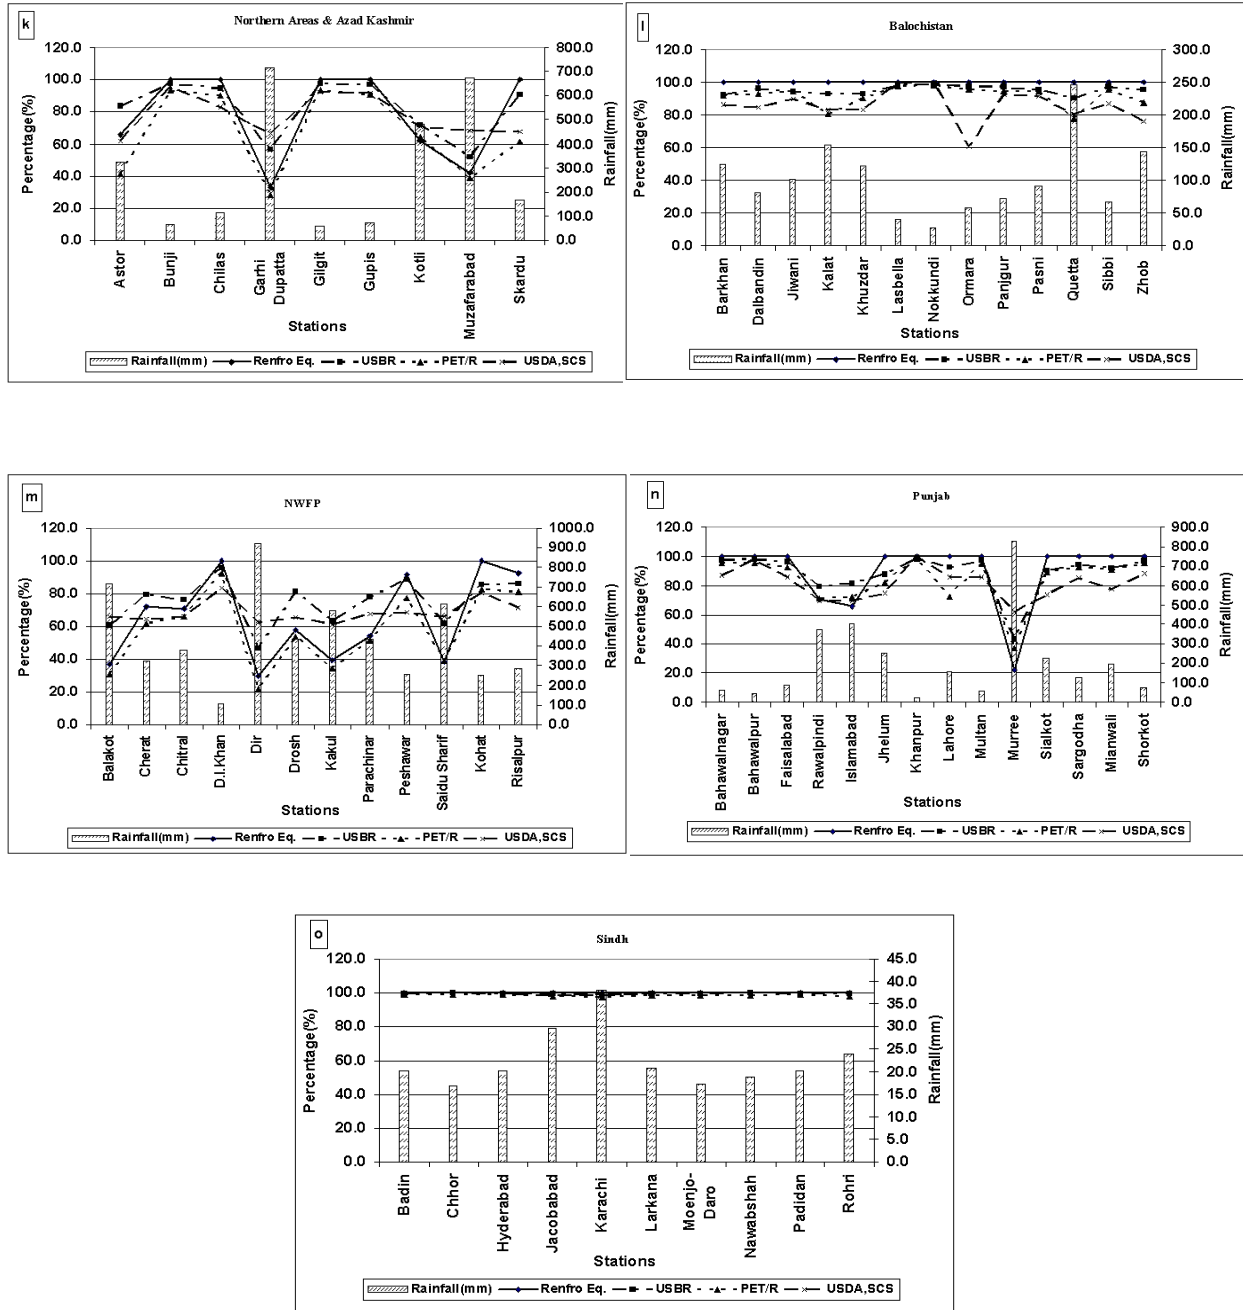 k
Northern Areas & Azad Kashmir
120.0
100.0
80.0
60.0
40.0
20.0
0.0
Percentage(%)
800.0
700.0
600.0
500.0
400.0
300.0
200.0
100.0
0.0
Rainfall(mm)
Astor
Bunji
Chilas
Garhi
Dupatta
Gilgit
Gupis
Kotli
Muzafarabad
Skardu
Stations
Rainfall(mm) Renfro Eq. USBR PET/R USDA,SCS
l
Balochistan
120.0
100.0
80.0
60.0
40.0
20.0
0.0
Percentage(%)
300.0
250.0
200.0
150.0
100.0
50.0
0.0
Rainfall(mm)
Barkhan
Dalbandin
Jiwani
Kalat
Khuzdar
Lasbella
Nokkundi
Ormara
Panjgur
Pasni
Quetta
Sibbi
Zhob
Stations
Rainfall(mm) Renfro Eq. USBR PET/R USDA,SCS
m
NWFP
120.0
100.0
80.0
60.0
40.0
20.0
0.0
Percentage(%)
1000.0
900.0
800.0
700.0
600.0
500.0
400.0
300.0
200.0
100.0
0.0
Rainfall(mm)
Balakot
Cherat
Chitral
D.I.Khan
Dir
Drosh
Kakul
Parachinar
Peshawar
Saidu Sharif
Kohat
Risalpur
Stations
Rainfall(mm) Renfro Eq. USBR PET/R USDA,SCS
n
Punjab
120.0
100.0
80.0
60.0
40.0
20.0
0.0
Percentage(%)
900.0
800.0
700.0
600.0
500.0
400.0
300.0
200.0
100.0
0.0
Rainfall(mm)
Bahawalnagar
Bahawalpur
Faisalabad
Rawalpindi
Islamabad
Jhelum
Khanpur
Lahore
Multan
Murree
Sialkot
Sargodha
Mianwali
Shorkot
Stations
Rainfall(mm) Renfro Eq. USBR PET/R USDA,SCS
o
Sindh
120.0
100.0
80.0
60.0
40.0
20.0
0.0
Percentage(%)
45.0
40.0
35.0
30.0
25.0
20.0
15.0
10.0
5.0
0.0
Rainfall(mm)
Badin
Chhor
Hyderabad
Jacobabad
Karachi
Larkana
Moenjo-
Daro
Nawabshah
Padidan
Rohri
Stations
Rainfall(mm) Renfro Eq. USBR PET/R USDA,SCS